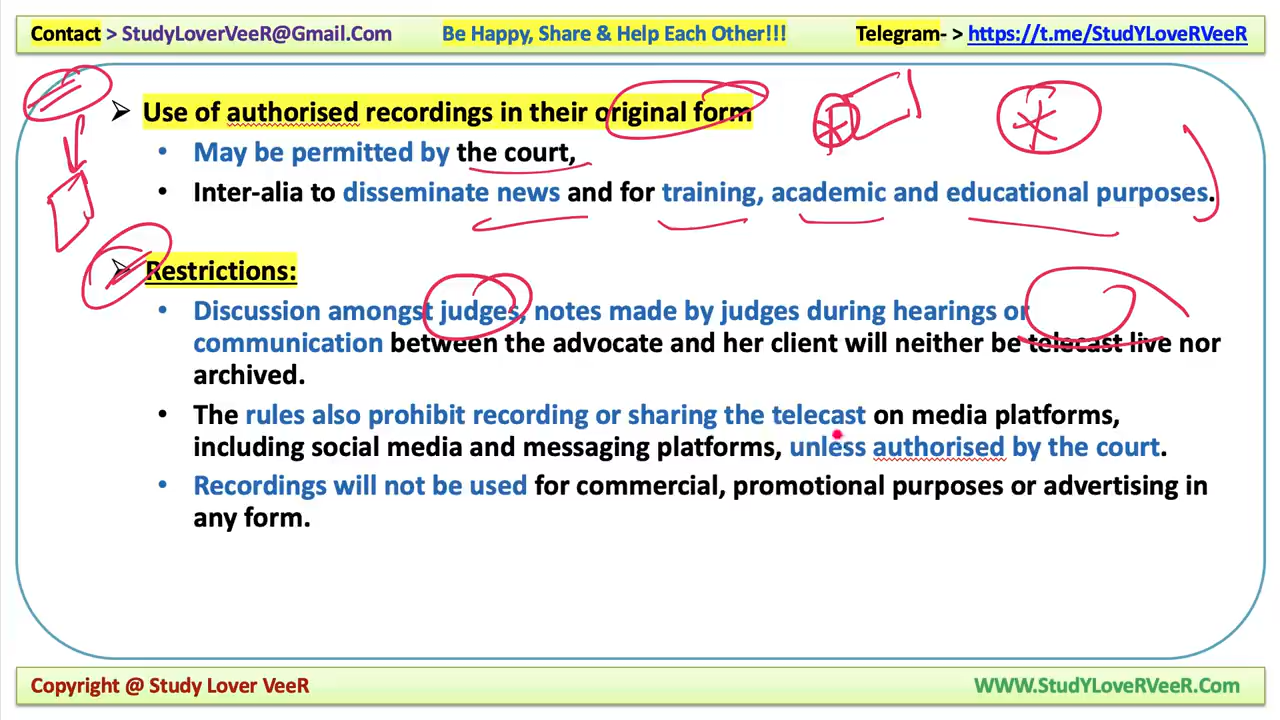 Contact > StudyLoverVeeR@Gmail.Com Be Happy, Share & Help Each Other!!! Telegram- > https://t.me/StudYLoveRVeeR
➢ Use of authorised recordings in their original form
• May be permitted by the court,
• Inter-alia to disseminate news and for training, academic and educational purposes.
➢ Restrictions:
• Discussion amongst judges, notes made by judges during hearings or
communication between the advocate and her client will neither be telecast live nor
archived.
• The rules also prohibit recording or sharing the telecast on media platforms,
including social media and messaging platforms, unless authorised by the court.
• Recordings will not be used for commercial, promotional purposes or advertising in
any form.
Copyright @ Study Lover VeeR WWW.StudYLoveRVeeR.Com